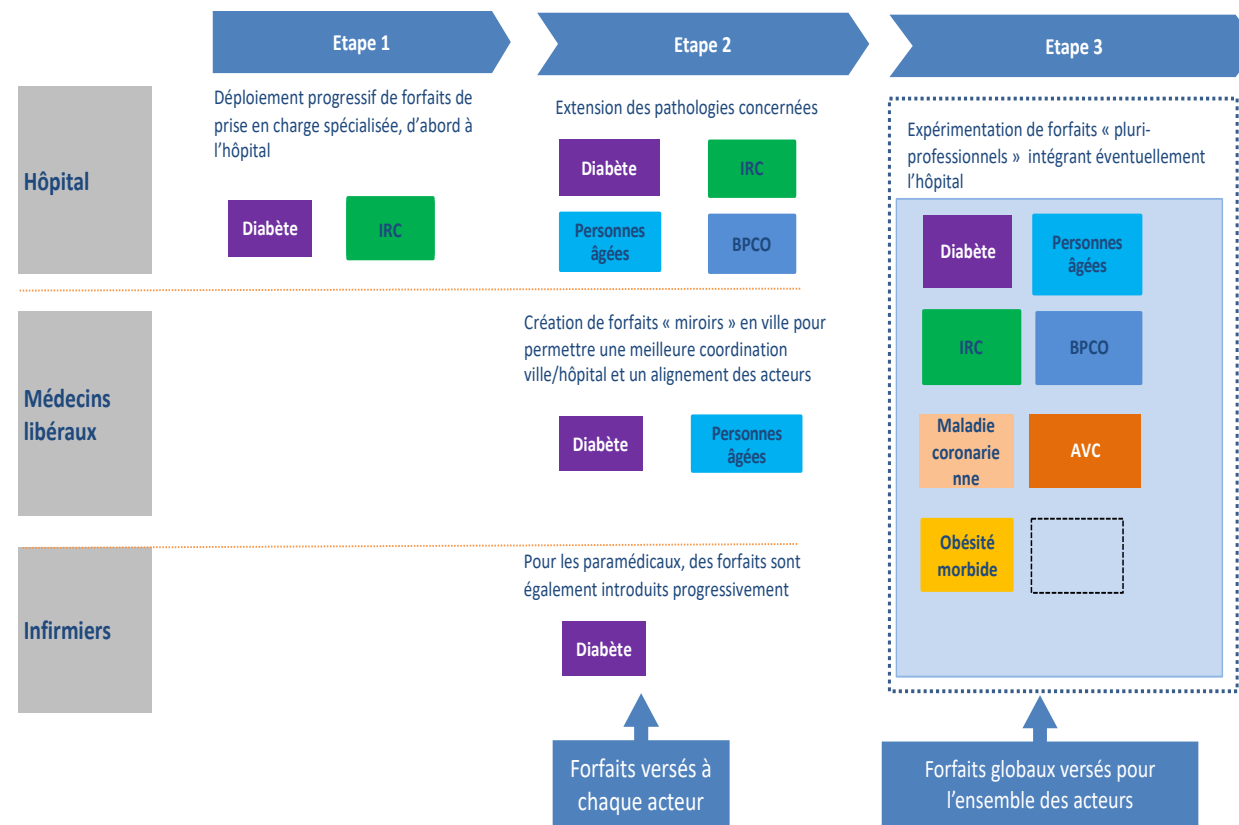 Etape 1
Etape 2
Etape 3
Hôpital
Déploiement progressif de forfaits de
prise en charge spécialisée, d'abord à
l'hôpital
Diabète
IRC
Extension des pathologies concernées
Diabète
IRC
Personnes
âgées
BPCO
Expérimentation de forfaits « pluri-
professionnels » intégrant éventuellement
l'hôpital
Diabète
Personnes
âgées
IRC
BPCO
Maladie
coronarie
nne
AVC
Obésité
morbide
Médecins
libéraux
Création de forfaits « miroirs » en ville pour
permettre une meilleure coordination
ville/hôpital et un alignement des acteurs
Diabète
Personnes
âgées
Infirmiers
Pour les paramédicaux, des forfaits sont
également introduits progressivement
Diabète
Forfaits versés à
chaque acteur
Forfaits globaux versés pour
l'ensemble des acteurs